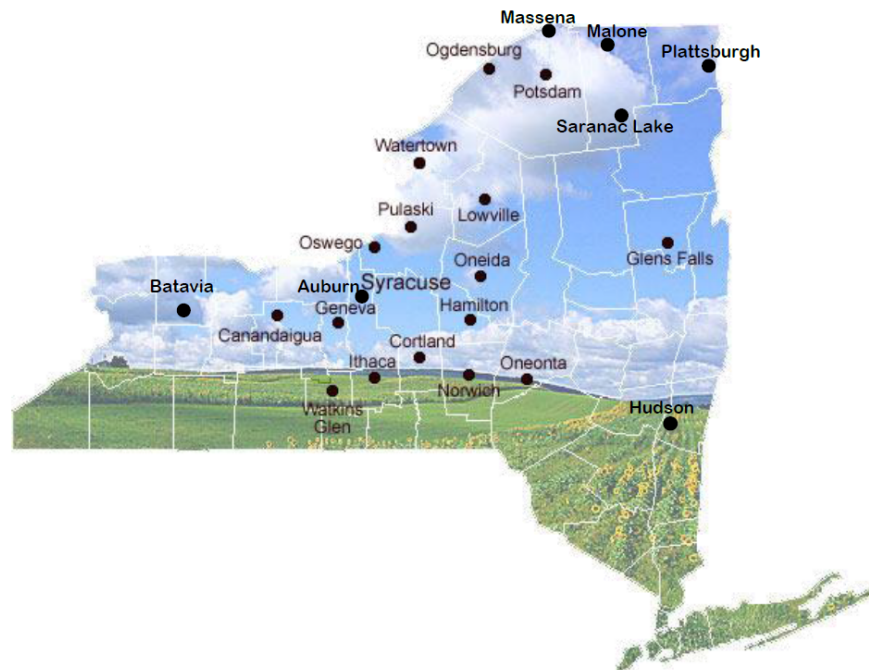 Massena
Malone
Ogdensburg
Plattsburgh
Potsdam
Saranac Lake
Watertown
Lowville
Pulaski
Oswego
Oneida
Glens Falls
Batavia
Auburn
Syracuse
Geneva
Hamilton
Canandaigua
Cortland
Ithaca
Oneonta
Norwich
Watkins
Glen
Hudson